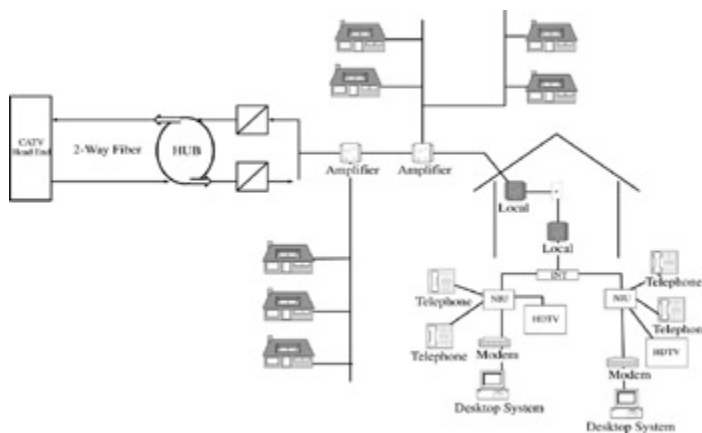 CATV
Head End
2-Way Fiber
HUB
Amplifier
Amplifier
Local
Local
INT
NIU
NIU
Telephone
Telephone
Telephone
Telephone
HDTV
HDTV
Modem
Modem
Desktop System
Desktop System